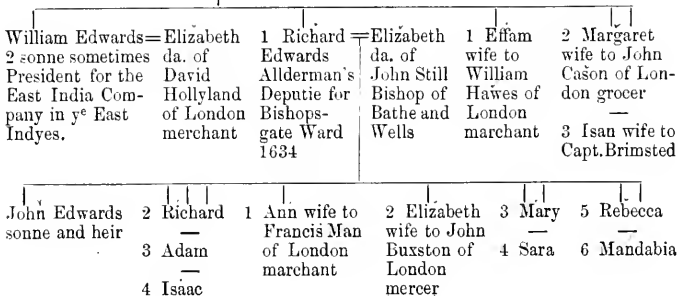 William Edwards=Elizabeth
2 sonne sometimes
President for the
East India Com-
pany in yᵉ East
Indyes.
da. of
David
Hollyland
of London
merchant
1 Richard=Elizabeth
Edwards
Allderman's
Deputie for
Bishops-
gate Ward
1634
da. of
John Still
Bishop of
Bathe and
Wells
1 Effam
wife to
William
Hawes of
London
marchant
2 Margaret
wife to John
Cason of Lon-
don grocer
—
3 Isan wife to
Capt. Brimsted
John Edwards
sonne and heir
2 Richard
—
3 Adam
—
4 Isaac
1 Ann wife to
Francis Man
of London
marchant
2 Elizabeth
wife to John
Buxston of
London
mercer
3 Mary
—
4 Sara
5 Rebecca
—
6 Mandabia